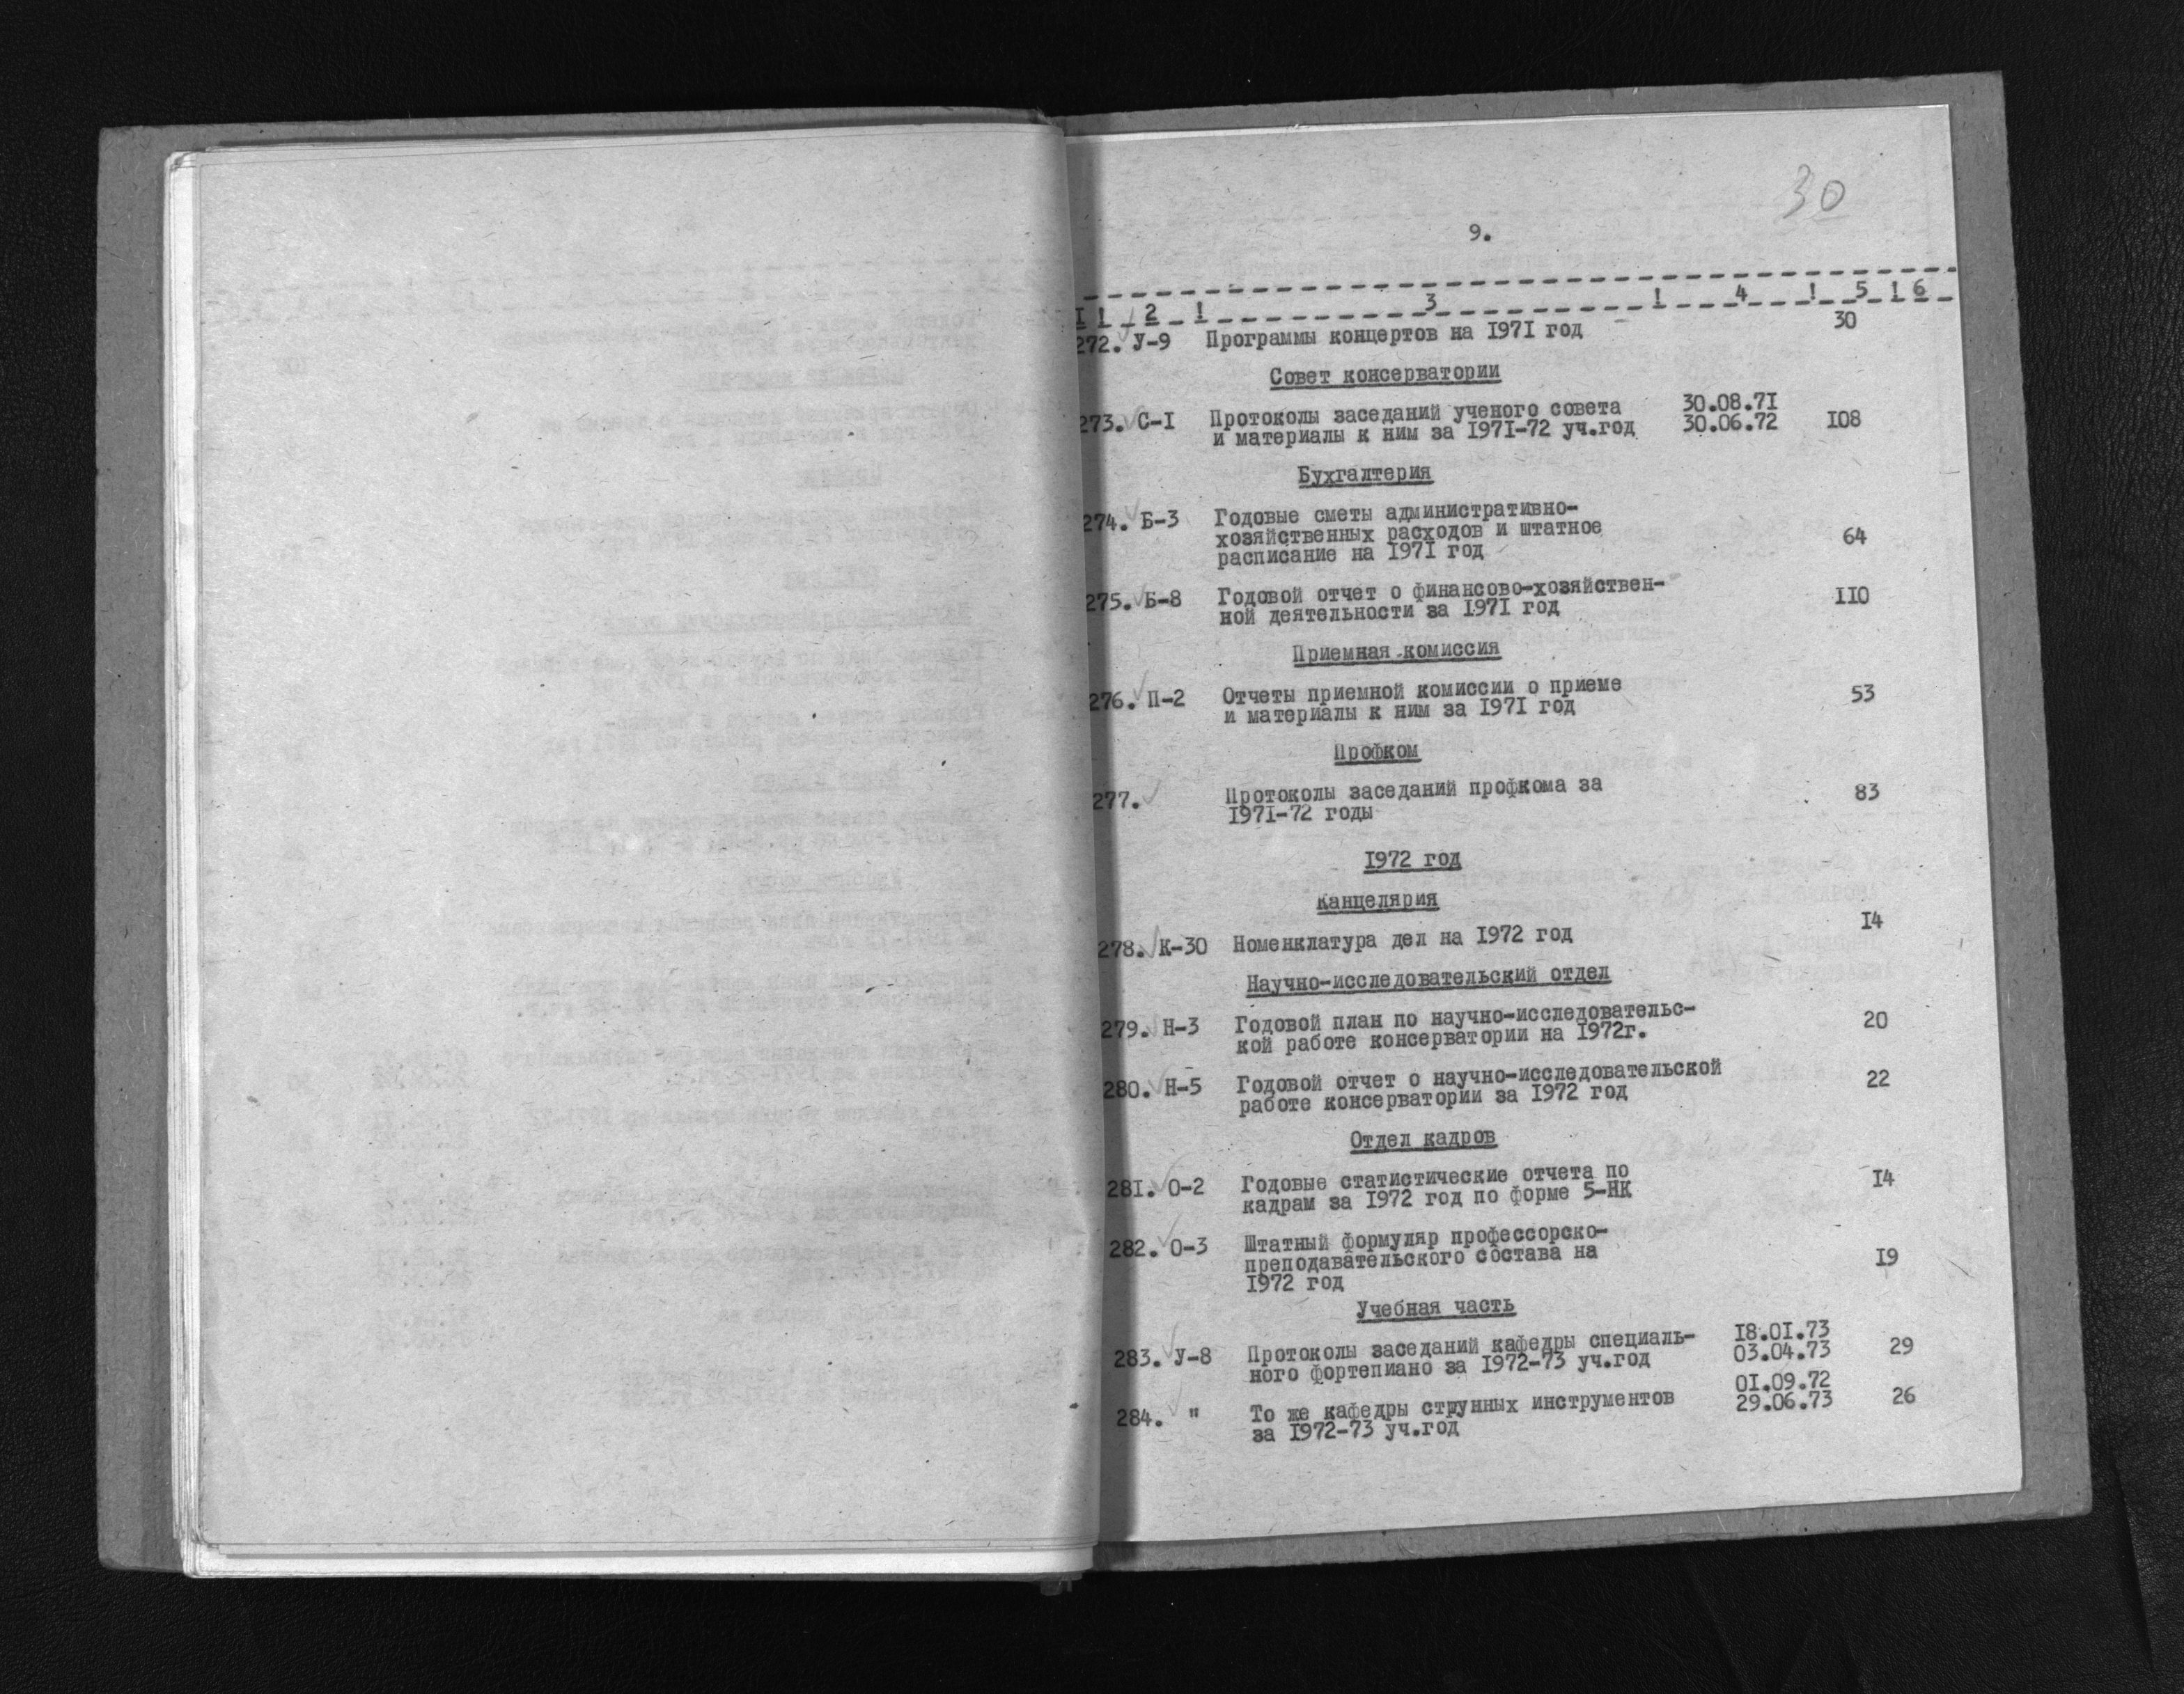 30
9.
I ! 2 ! 3 ! 4 ! 5 ! 6
272. У-9 Программы концертов на 1971 год 30
Совет консерватории
273. С-I Протоколы заседаний ученого совета 30.08.71
и материалы к ним за 1971-72 уч.год 30.06.72 108
Бухгалтерия
274. Б-3 Годовые сметы административно-
хозяйственных расходов и штатное 64
расписание на 1971 год
275. Б-8 Годовой отчет о финансово-хозяйствен- 110
ной деятельности за 1971 год
Приемная комиссия
276. П-2 Отчеты приемной комиссии о приеме 53
и материалы к ним за 1971 год
Профком
277. Протоколы заседаний профкома за 83
1971-72 годы
1972 год
Канцелярия
278. К-30 Номенклатура дел на 1972 год 14
Научно-исследовательский отдел
279. Н-3 Годовой план по научно-исследовательс- 20
кой работе консерватории на 1972г.
280. Н-5 Годовой отчет о научно-исследовательской 22
работе консерватории за 1972 год
Отдел кадров
281. О-2 Годовые статистические отчета по 14
кадрам за 1972 год по форме 5-НК
282. О-3 Штатный формуляр профессорско-
преподавательского состава на 19
1972 год
Учебная часть
283. У-8 Протоколы заседаний кафедры специаль- 18.01.73
ного фортепиано за 1972-73 уч.год 03.04.73 29
284. " То же кафедры струнных инструментов 01.09.72
за 1972-73 уч.год 29.06.73 26